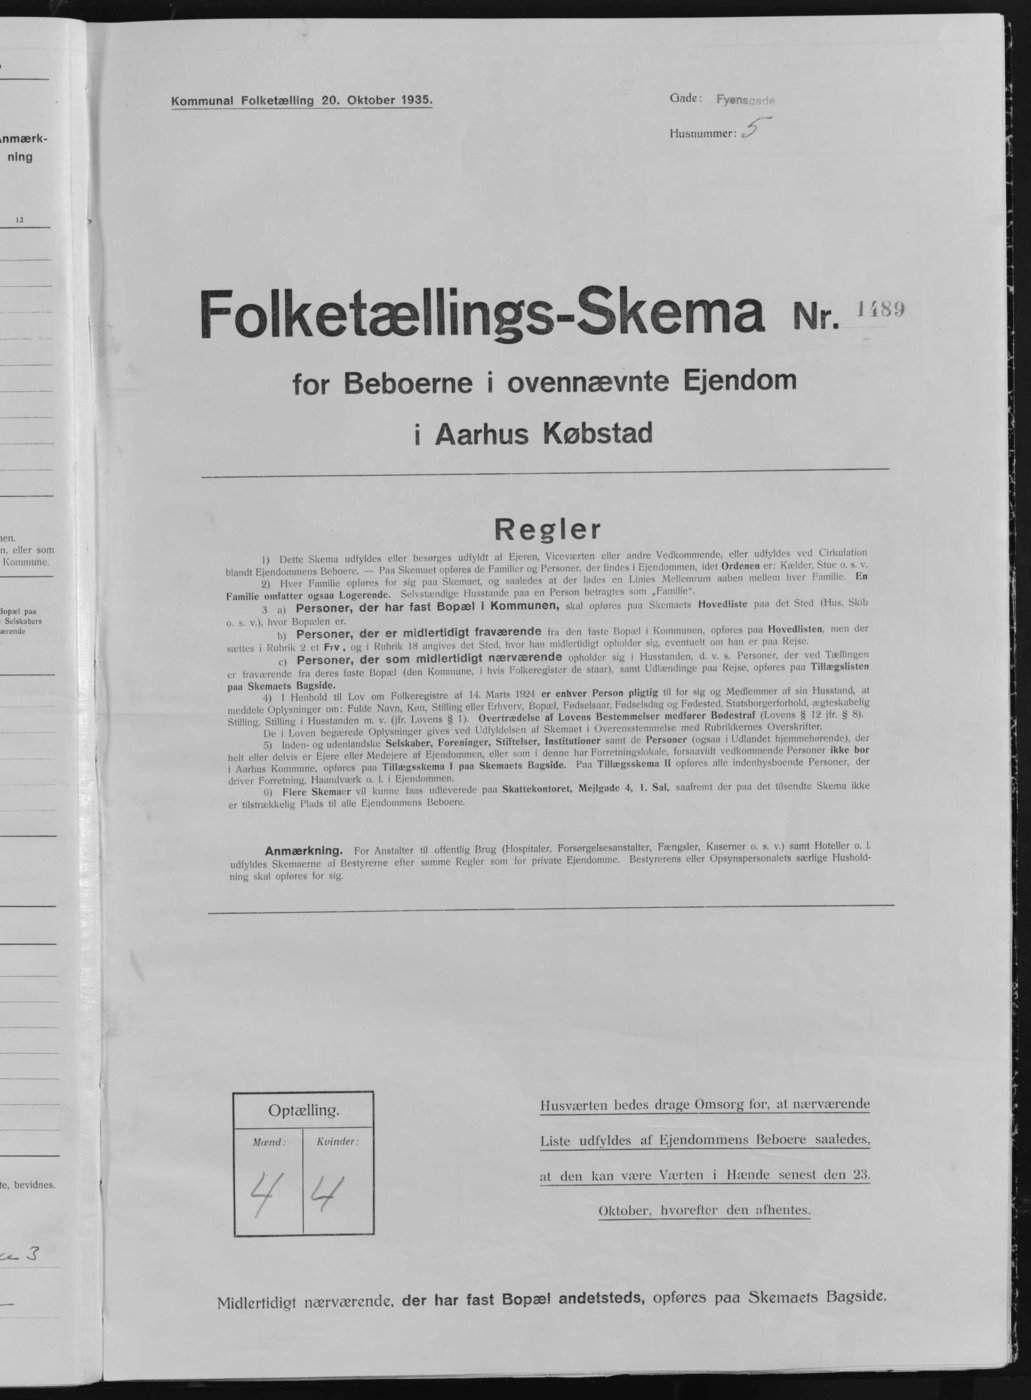 nmærk-
ning
12
nen,
n, eller som
Kommune.
Bopæl paa
Selskabers
ærende
te, bevidnes.
3
Kommunal Folketælling 20. Oktober 1935.
Gade: Fyensgade
Husnummer: 5
Folketællings-Skema Nr. 1489
for Beboerne i ovennævnte Ejendom
i Aarhus Købstad
Regler
1) Dette Skema udfyldes eller besørges udfyldt af Ejeren, Viceværten eller andre Vedkommende, eller udfyldes ved Cirkulation
blandt Ejendommens Beboere. — Paa Skemaet opføres de Familier og Personer, der findes i Ejendommen, idet Ordenen er: Kælder, Stue o. s. v.
2) Hver Familie opføres for sig paa Skemaet, og saaledes at der lades en Linies Mellemrum aaben mellem hver Familie. En
Familie omfatter ogsaa Logerende. Selvstændige Husstande paa en Person betragtes som „Familie“.
3 a) Personer, der har fast Bopæl i Kommunen, skal opføres paa Skemaets Hovedliste paa det Sted (Hus, Skib
o. s. v.), hvor Bopælen er.
b) Personer, der er midlertidigt fraværende fra den faste Bopæl i Kommunen, opføres paa Hovedlisten, men der
sættes i Rubrik 2 et Frv., og i Rubrik 18 angives det Sted, hvor han midlertidigt opholder sig, eventuelt om han er paa Rejse.
c) Personer, der som midlertidigt nærværende opholder sig i Husstanden, d. v. s. Personer, der ved Tællingen
er fraværende fra deres faste Bopæl (den Kommune, i hvis Folkeregister de staar), samt Udlændinge paa Rejse, opføres paa Tillægslisten
paa Skemaets Bagside.
4) I Henhold til Lov om Folkeregistre af 14. Marts 1924 er enhver Person pligtig til for sig og Medlemmer af sin Husstand, at
meddele Oplysninger om: Fulde Navn, Køn, Stilling eller Erhverv, Bopæl, Fødselsaar, Fødselsdag og Fødested, Statsborgerforhold, ægteskabelig
Stilling, Stilling i Husstanden m. v. (jfr. Lovens § 1). Overtrædelse af Lovens Bestemmelser medfører Bødestraf (Lovens § 12 jfr. § 8).
De i Loven begærede Oplysninger gives ved Udfyldelsen af Skemaet i Overensstemmelse med Rubrikkernes Overskrifter.
5) Inden- og udenlandske Selskaber, Foreninger, Stiftelser, Institutioner samt de Personer (ogsaa i Udlandet hjemmehørende), der
helt eller delvis er Ejere eller Medejere af Ejendommen, eller som i denne har Forretningslokale, forsaavidt vedkommende Personer ikke bor
i Aarhus Kommune, opføres paa Tillægsskema I paa Skemaets Bagside. Paa Tillægsskema II opføres alle indenbysboende Personer, der
driver Forretning, Haandværk o. l. i Ejendommen.
6) Flere Skemaer vil kunne faas udleverede paa Skattekontoret, Mejlgade 4, 1. Sal, saafremt der paa det tilsendte Skema ikke
er tilstrækkelig Plads til alle Ejendommens Beboere.
Anmærkning. For Anstalter til offentlig Brug (Hospitaler, Forsørgelsesanstalter, Fængsler, Kaserner o. s. v.) samt Hoteller o. l.
udfyldes Skemaerne af Bestyrerne efter samme Regler som for private Ejendomme. Bestyrerens eller Opsynspersonalets særlige Hushold-
ning skal opføres for sig.
Optælling.
Mænd: Kvinder:
4 4
Husværten bedes drage Omsorg for, at nærværende
Liste udfyldes af Ejendommens Beboere saaledes,
at den kan være Værten i Hænde senest den 23.
Oktober, hvorefter den afhentes.
Midlertidigt nærværende, der har fast Bopæl andetsteds, opføres paa Skemaets Bagside.